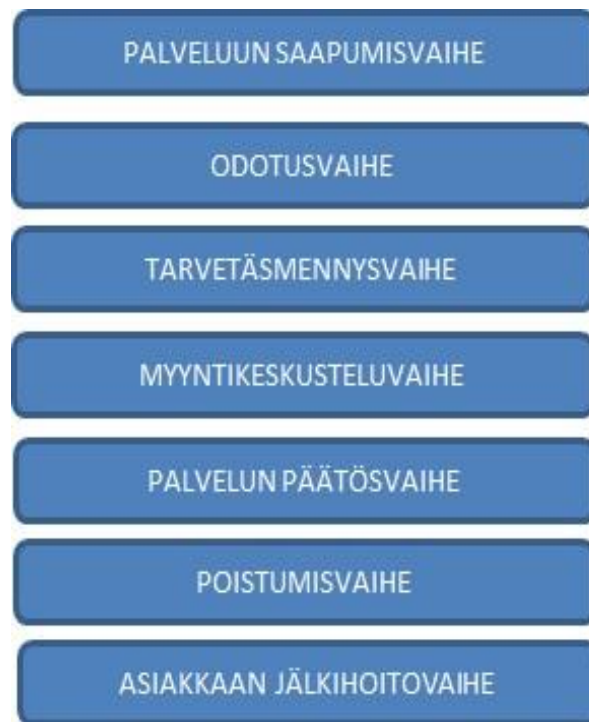 PALVELUUN SAAPUMISVAIHE
ODOTUSVAIHE
TARVETÄSMENNYSVAIHE
MYYNTIKESKUSTELUVAIHE
PALVELUN PÄÄTÖSVAIHE
POISTUMISVAIHE
ASIAKKAAN JÄLKIHOITOVAIHE